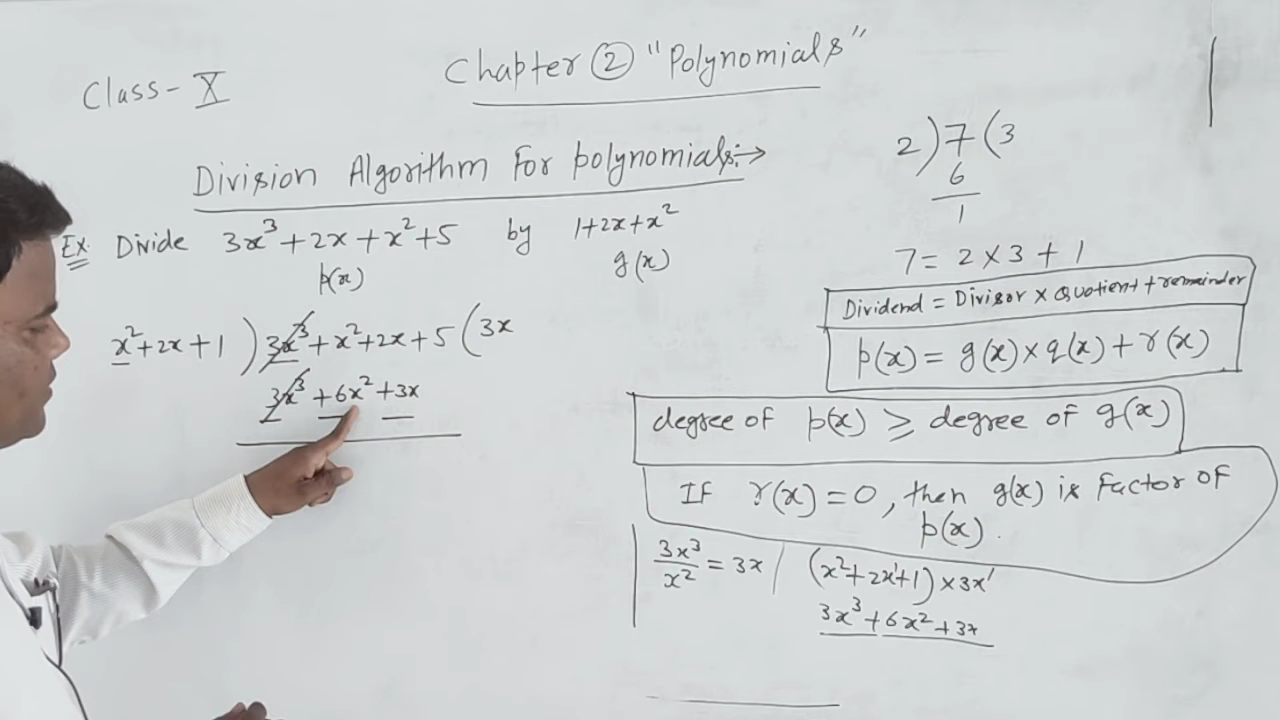 Class- X
Chapter ② "Polynomials"
Division Algorithm For polynomials:→
Ex: Divide 3x³+2x+x²+5 by 1+2x+x²
p(x) g(x)
x²+2x+1)3x³+x²+2x+5(3x
3x³+6x²+3x
2)7(3
6
1
7= 2×3+1
Dividend = Divisor × Quotient + remainder
p(x)= g(x)×q(x)+r(x)
degree of p(x) ≥ degree of g(x)
If r(x)=0, then g(x) is factor of
p(x).
3x³/x² = 3x / (x²+2x¹+1)×3x¹
3x³+6x²+3x